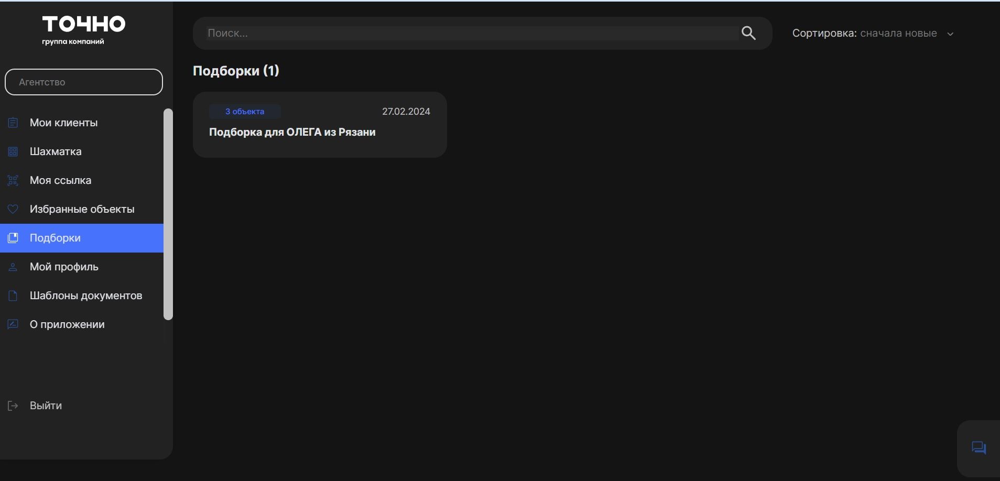 ТОЧНО
группа компаний
Агентство
Мои клиенты
Шахматка
Моя ссылка
Избранные объекты
Подборки
Мой профиль
Шаблоны документов
О приложении
Выйти
Поиск...
Сортировка: сначала новые
Подборки (1)
3 объекта
27.02.2024
Подборка для ОЛЕГА из Рязани